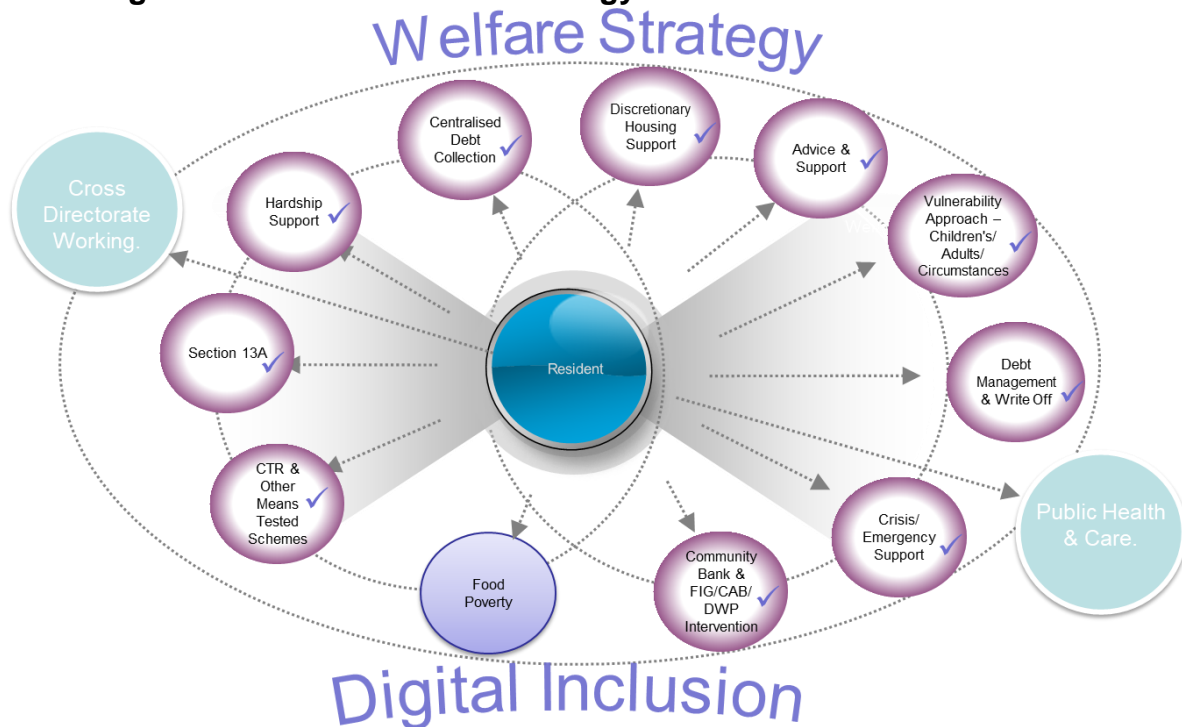 Welfare Strategy
Centralised
Debt
Collection
Discretionary
Housing
Support
Advice &
Support
Cross
Directorate
Working.
Hardship
Support
Vulnerability
Approach –
Children's/
Adults/
Circumstances
Section 13A
Resident
Debt
Management
& Write Off
CTR &
Other
Means
Tested
Schemes
Crisis/
Emergency
Support
Public Health
& Care.
Food
Poverty
Community
Bank &
FIG/CAB/
DWP
Intervention
Digital Inclusion